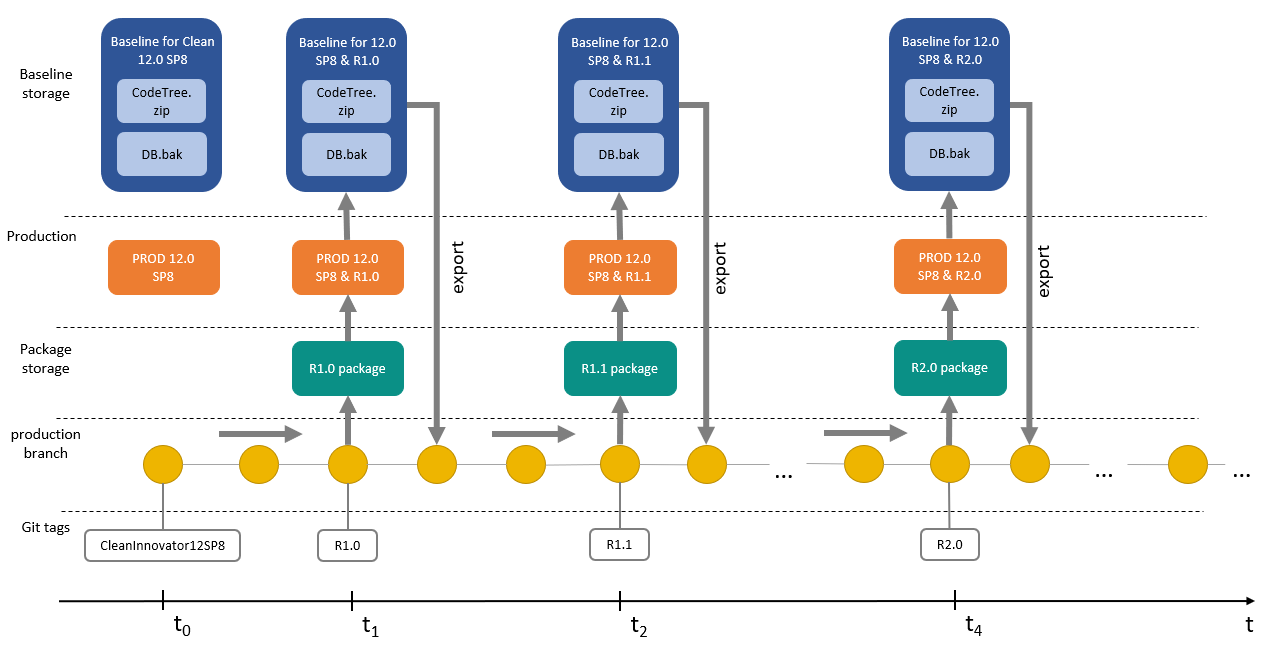 Baseline
storage
Baseline for Clean
12.0 SP8
CodeTree.
zip
DB.bak
Baseline for 12.0
SP8 & R1.0
CodeTree.
zip
DB.bak
Baseline for 12.0
SP8 & R1.1
CodeTree.
zip
DB.bak
Baseline for 12.0
SP8 & R2.0
CodeTree.
zip
DB.bak
Production
PROD 12.0
SP8
PROD 12.0
SP8 & R1.0
export
PROD 12.0
SP8 & R1.1
export
PROD 12.0
SP8 & R2.0
export
Package
storage
R1.0 package
R1.1 package
R2.0 package
production
branch
...
...
...
Git tags
CleanInnovator12SP8
R1.0
R1.1
R2.0
t0
t1
t2
t4
t